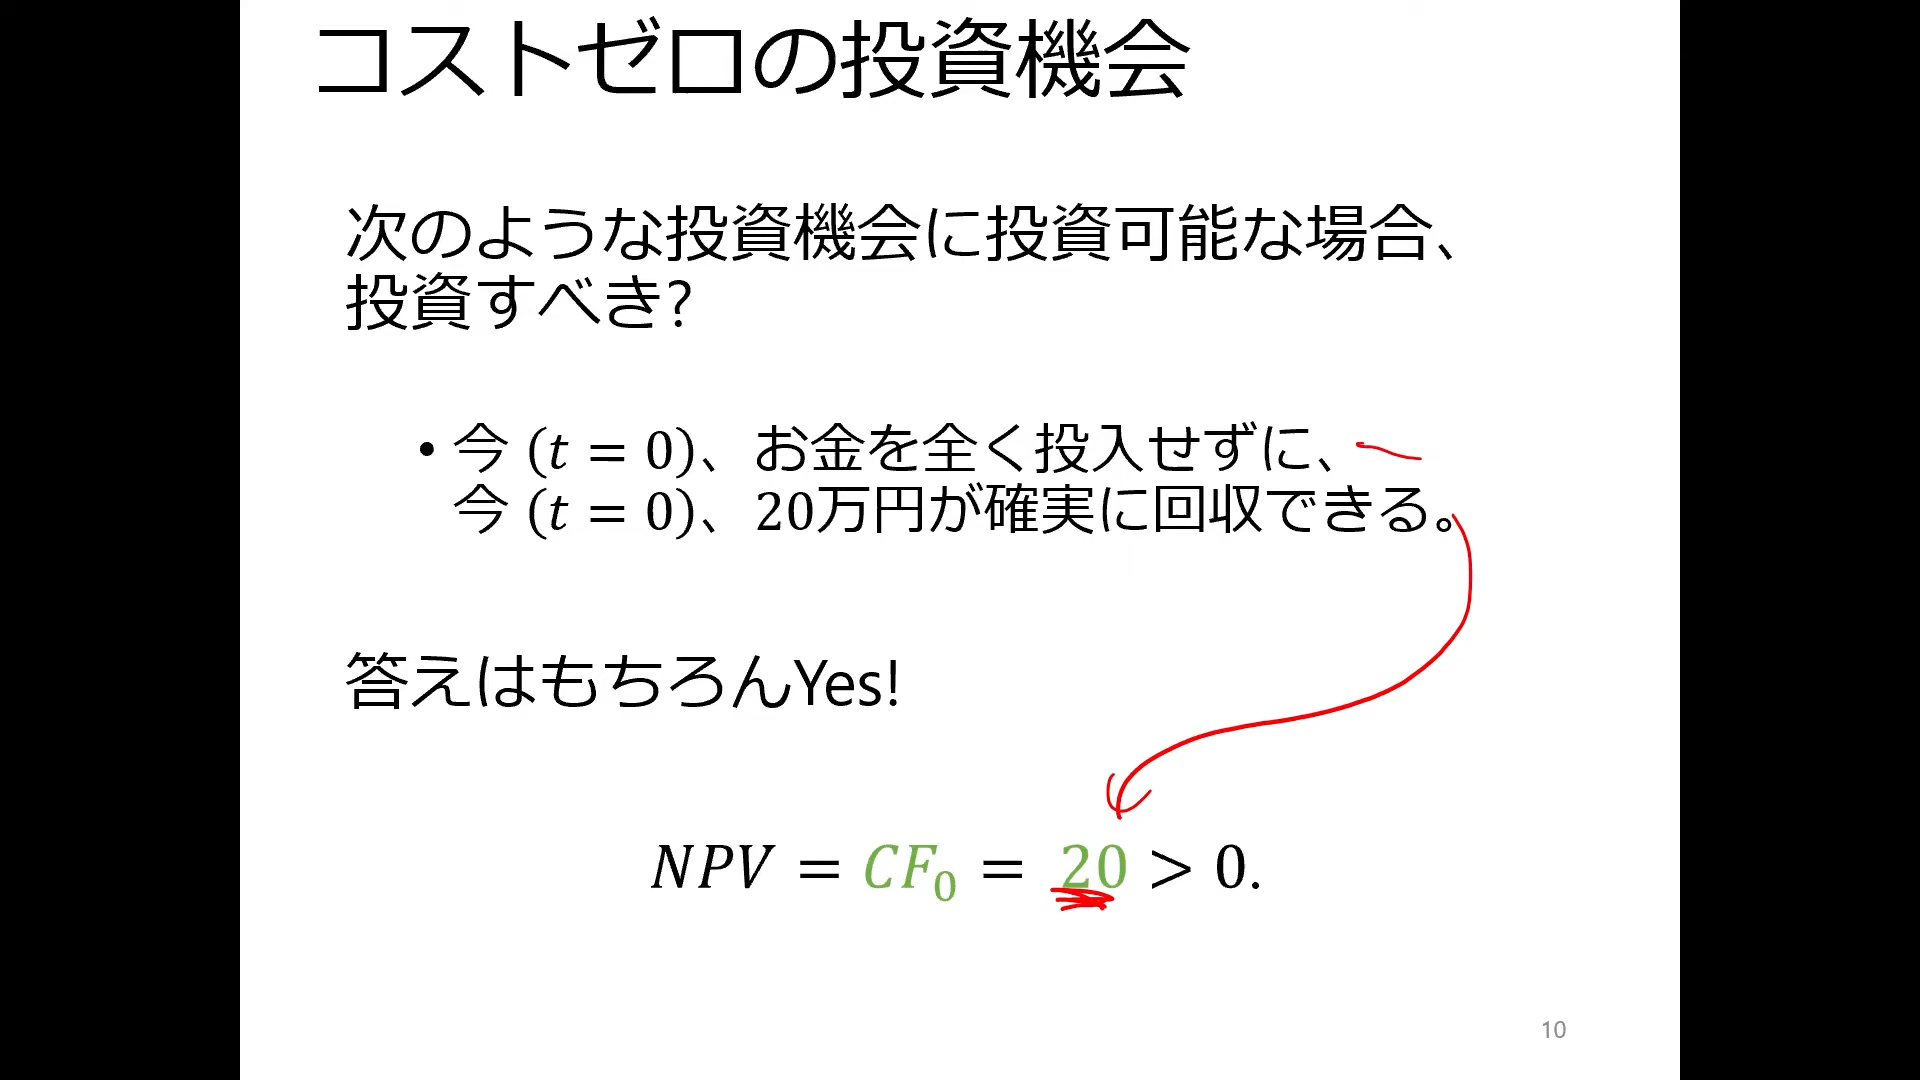 コストゼロの投資機会
次のような投資機会に投資可能な場合、
投資すべき?
• 今 (t = 0)、お金を全く投入せずに、
今 (t = 0)、20万円が確実に回収できる。
答えはもちろんYes!
NPV = CF₀ = 20 > 0.
10